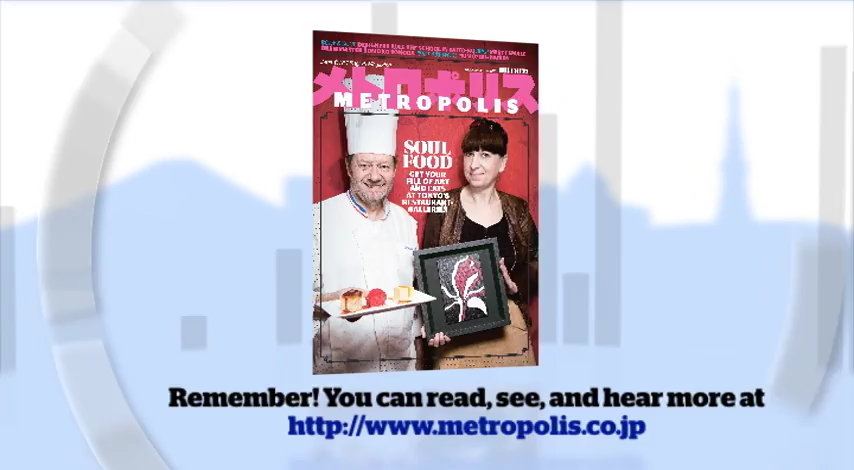 メトロポリス
METROPOLIS
SOUL
FOOD
GET YOUR
FILL OF ART
AND EATS
AT TOKYO'S
RESTAURANT
GALLERIES
Remember! You can read, see, and hear more at
http://www.metropolis.co.jp